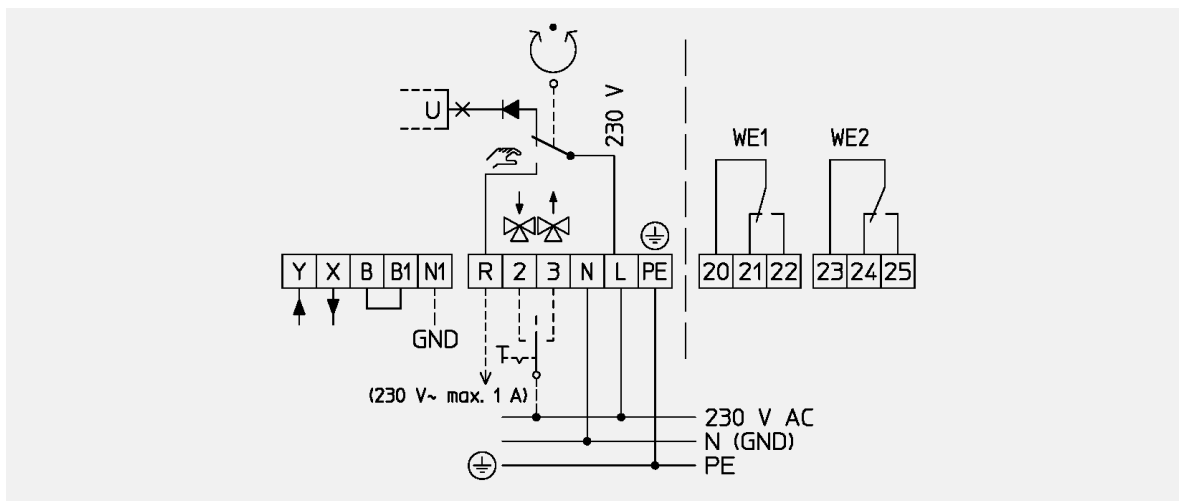 230 V
U
WE1 WE2
Y X B B1 N1 R 2 3 N L PE 20 21 22 23 24 25
GND
(230 V~ max. 1 A)
230 V AC
N (GND)
PE